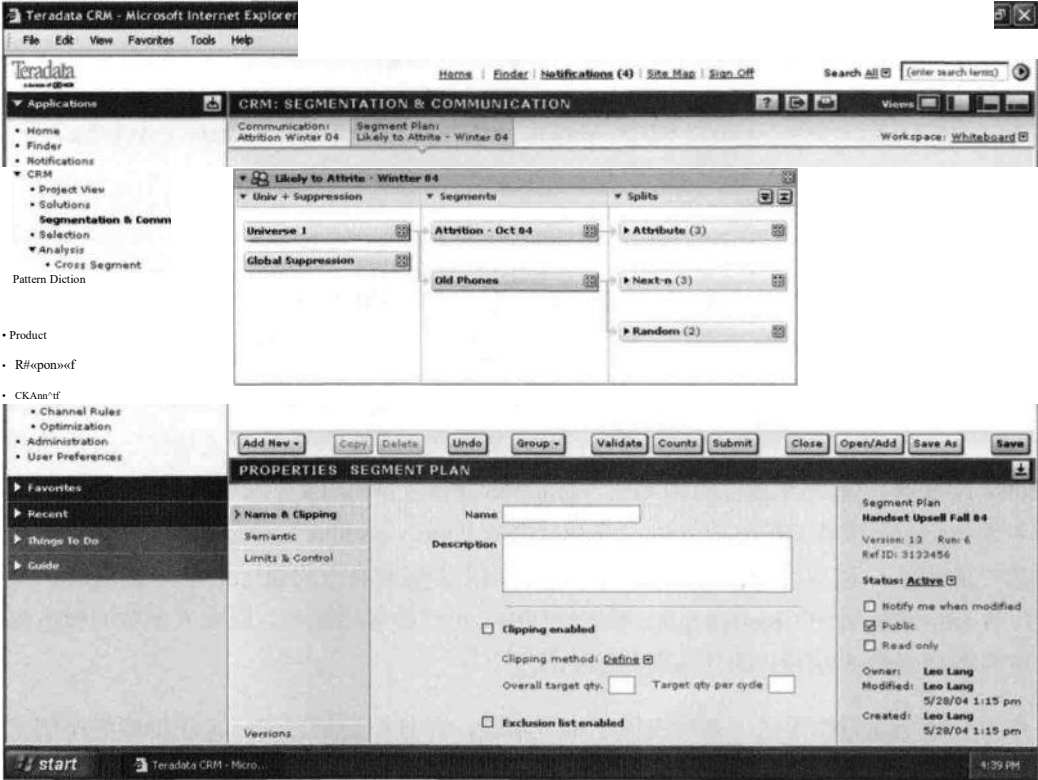 Teradata CRM - Microsoft Internet Explorer
File Edit View Favorites Tools Help
Teradata
Home | Finder | Notifications (4) | Site Map | Sign Off
Search All (enter search terms)
Applications
CRM: SEGMENTATION & COMMUNICATION
? Views
Communication:
Attrition Winter 04
Segment Plan:
Likely to Attrite - Winter 04
Workspace: Whiteboard
• Home
• Finder
• Notifications
CRM
• Project View
• Solutions
Segmentation & Comm
• Selection
Analysis
• Cross Segment
Pattern Diction
• Product
• R#«pon»«f
• CKAnn^tf
• Channel Rules
• Optimization
• Administration
• User Preferences
Favorites
Recent
Things To Do
Guide
Likely to Attrite - Wintter 04
Univ + Suppression
Segments
Splits
Universe 1
Attrition - Oct 04
Attribute (3)
Global Suppression
Old Phones
Next-n (3)
Random (2)
Add New Copy Delete Undo Group Validate Counts Submit Close Open/Add Save As Save
PROPERTIES SEGMENT PLAN
Name & Clipping
Semantic
Limits & Control
Versions
Name
Description
Clipping enabled
Clipping method: Define
Overall target qty. Target qty per cycle
Exclusion list enabled
Segment Plan
Handset Upsell Fall 04
Version: 13 Run: 6
Ref ID: 3133456
Status: Active
Notify me when modified
Public
Read only
Owner: Leo Lang
Modified: Leo Lang
5/28/04 1:15 pm
Created: Leo Lang
5/28/04 1:15 pm
start
Teradata CRM - Micro...
4:39 PM